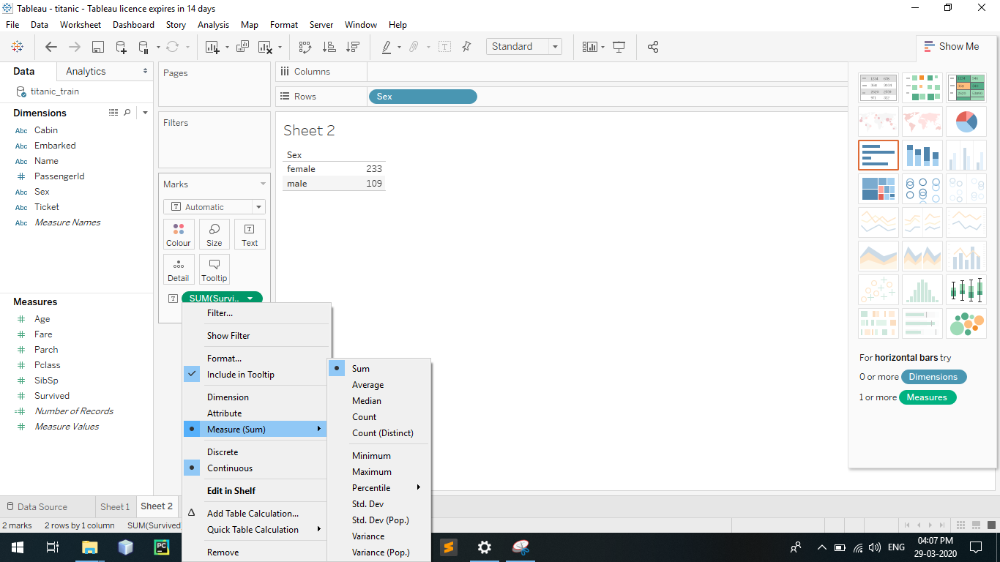 Tableau - titanic - Tableau licence expires in 14 days
File Data Worksheet Dashboard Story Analysis Map Format Server Window Help
Standard
Show Me
Data Analytics
titanic_train
Dimensions
Abc Cabin
Abc Embarked
Abc Name
# PassengerId
Abc Sex
Abc Ticket
Abc Measure Names
Measures
# Age
# Fare
# Parch
# Pclass
# SibSp
# Survived
=# Number of Records
# Measure Values
Pages
Filters
Marks
T Automatic
Colour Size Text
Detail Tooltip
T SUM(Survi..
Columns
Rows Sex
Sheet 2
Sex
female 233
male 109
Filter...
Show Filter
Format...
Include in Tooltip
Dimension
Attribute
Measure (Sum)
Discrete
Continuous
Edit in Shelf
Add Table Calculation...
Quick Table Calculation
Remove
Sum
Average
Median
Count
Count (Distinct)
Minimum
Maximum
Percentile
Std. Dev
Std. Dev (Pop.)
Variance
Variance (Pop.)
For horizontal bars try
0 or more Dimensions
1 or more Measures
Data Source Sheet 1 Sheet 2
2 marks 2 rows by 1 column SUM(Survived
PC
S
ENG
04:07 PM
29-03-2020